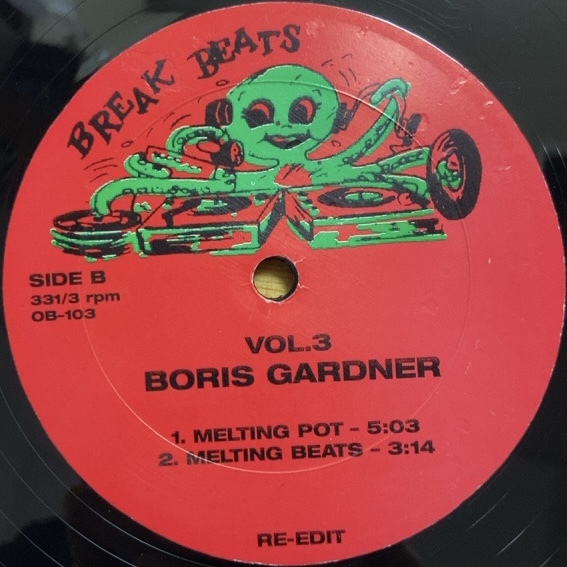 BREAK BEATS
SIDE B
331/3 rpm
OB-103
VOL.3
BORIS GARDNER
1. MELTING POT - 5:03
2. MELTING BEATS - 3:14
RE-EDIT